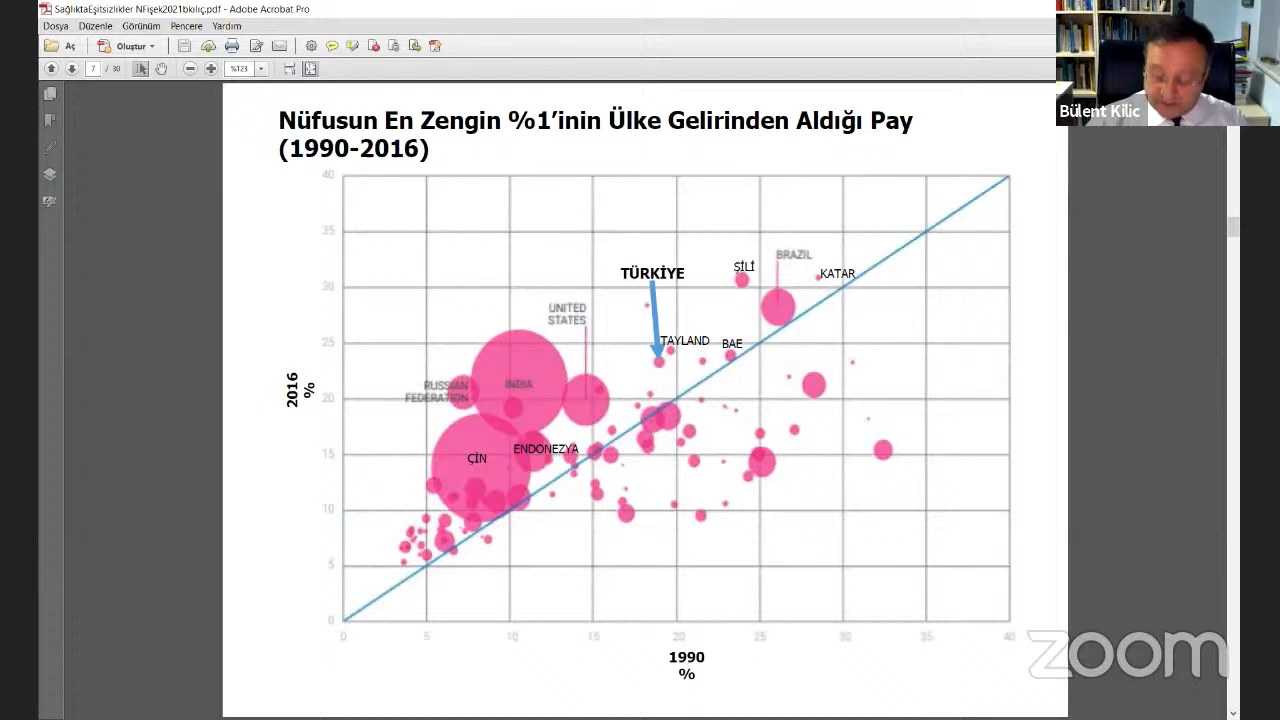 SağlıktaEşitsizlikler NFişek2021bkılıç.pdf - Adobe Acrobat Pro
Dosya Düzenle Görünüm Pencere Yardım
Aç Oluştur
7 / 30 %123
Bülent Kilic
Nüfusun En Zengin %1’inin Ülke Gelirinden Aldığı Pay
(1990-2016)
40
35
30
25
20
15
10
5
0
2016
%
TÜRKİYE
ŞİLİ
BRAZIL
KATAR
UNITED
STATES
TAYLAND
BAE
RUSSIAN
FEDERATION
INDIA
ENDONEZYA
ÇİN
0 5 10 15 20 25 30 35 40
1990
%
zoom